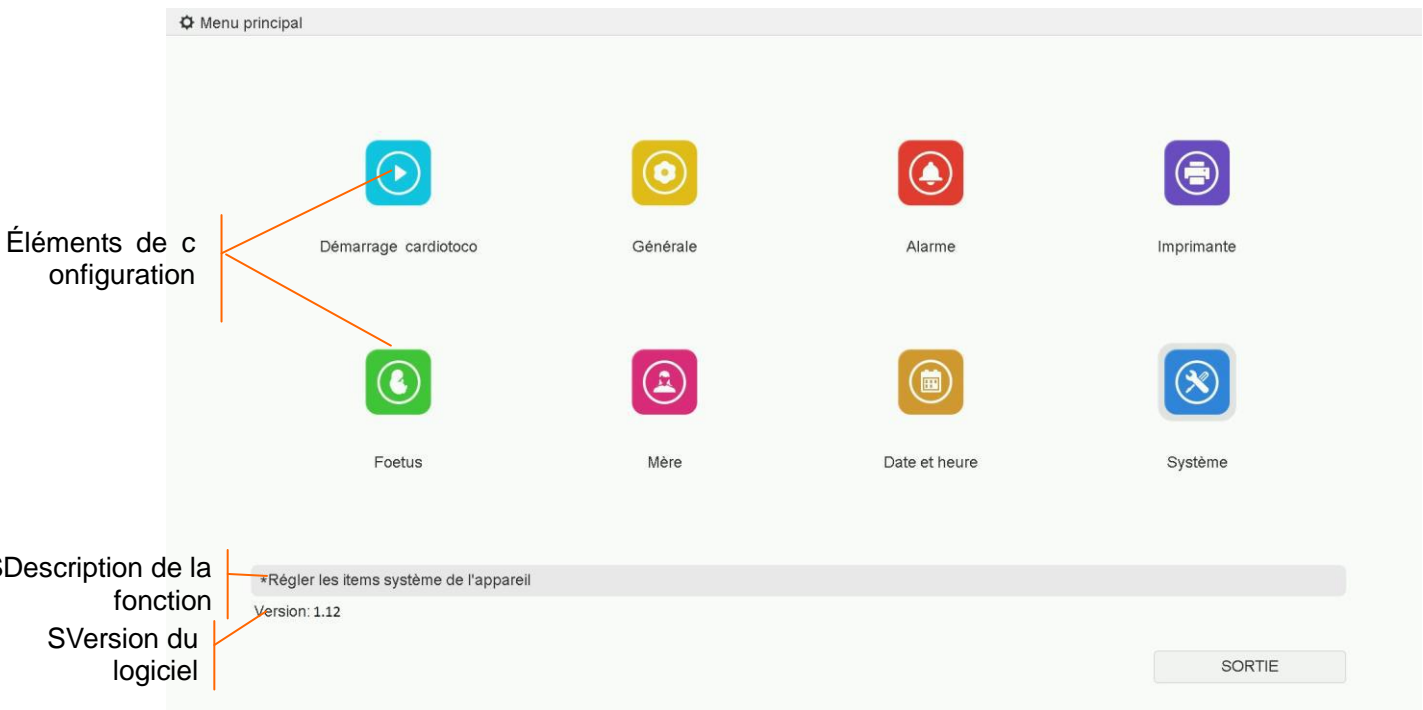 Menu principal
Démarrage cardiotoco
Générale
Alarme
Imprimante
Éléments de c
onfiguration
Foetus
Mère
Date et heure
Système
SDescription de la
fonction
*Régler les items système de l'appareil
Version: 1.12
SVersion du
logiciel
SORTIE